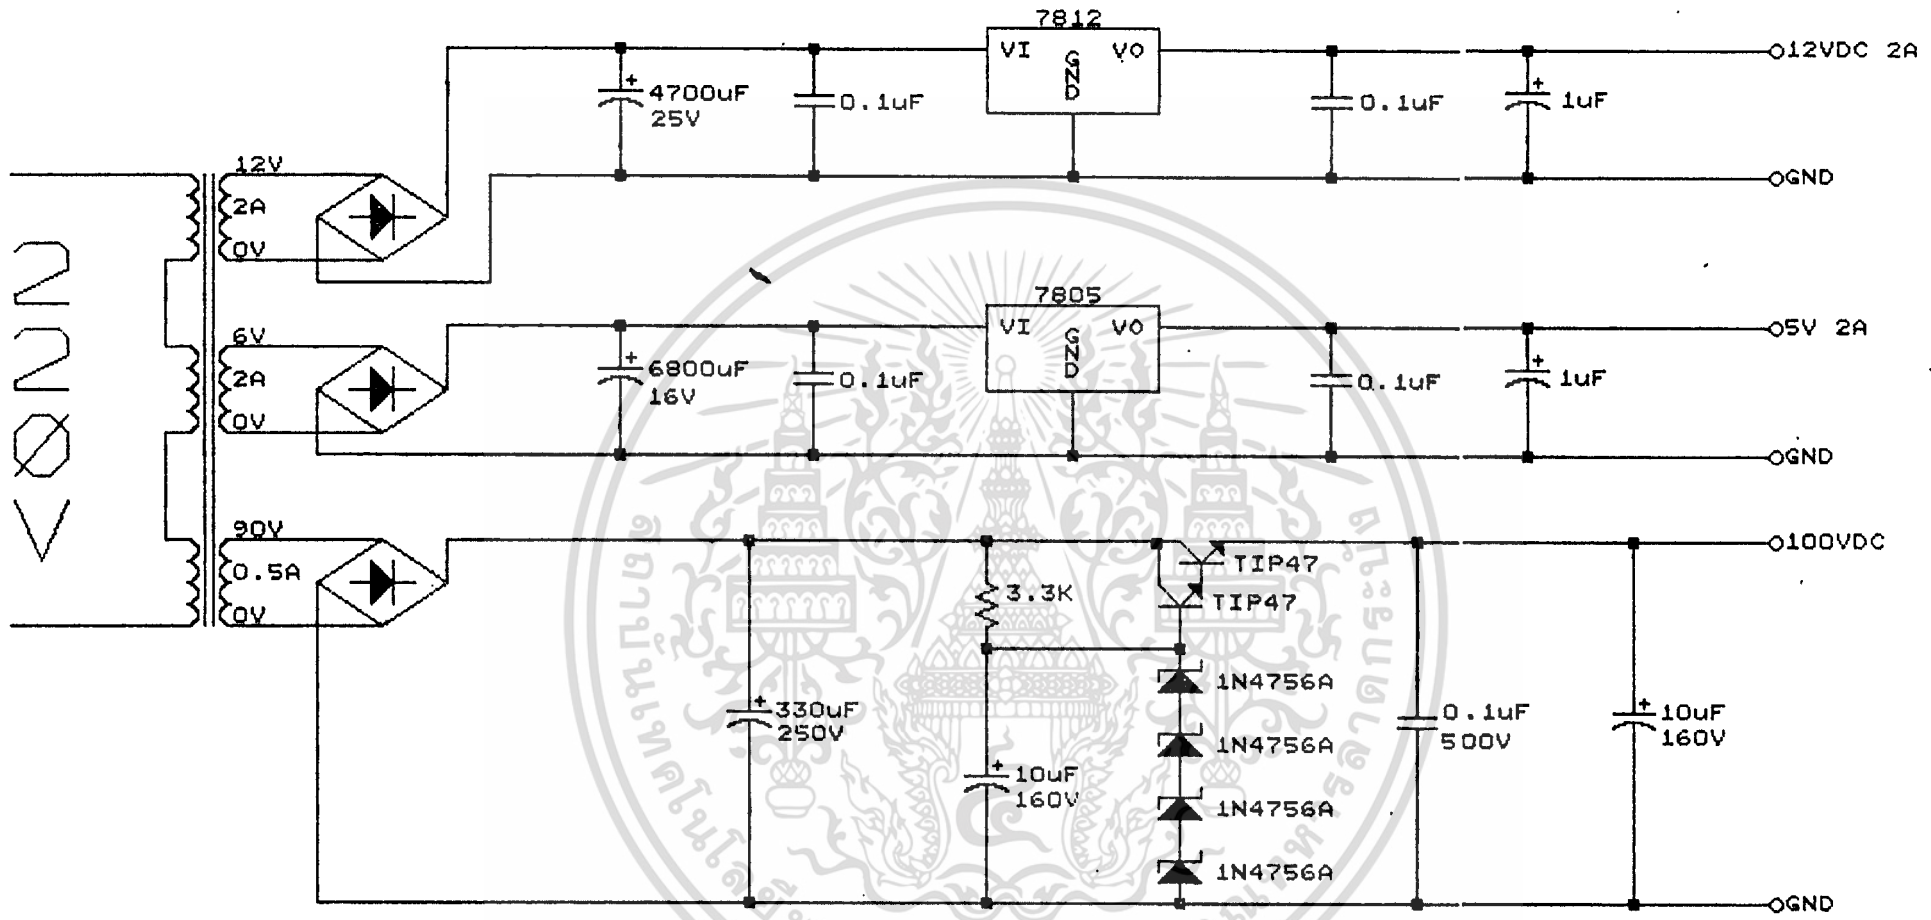 7812
VI
GND
VO
12VDC 2A
4700uF
25V
0.1uF
0.1uF
1uF
GND
12V
2A
0V
220V
7805
VI
GND
VO
5V 2A
6V
2A
0V
6800uF
16V
0.1uF
0.1uF
1uF
GND
90V
0.5A
0V
100VDC
TIP47
TIP47
3.3K
1N4756A
1N4756A
1N4756A
1N4756A
330uF
250V
10uF
160V
0.1uF
500V
10uF
160V
GND